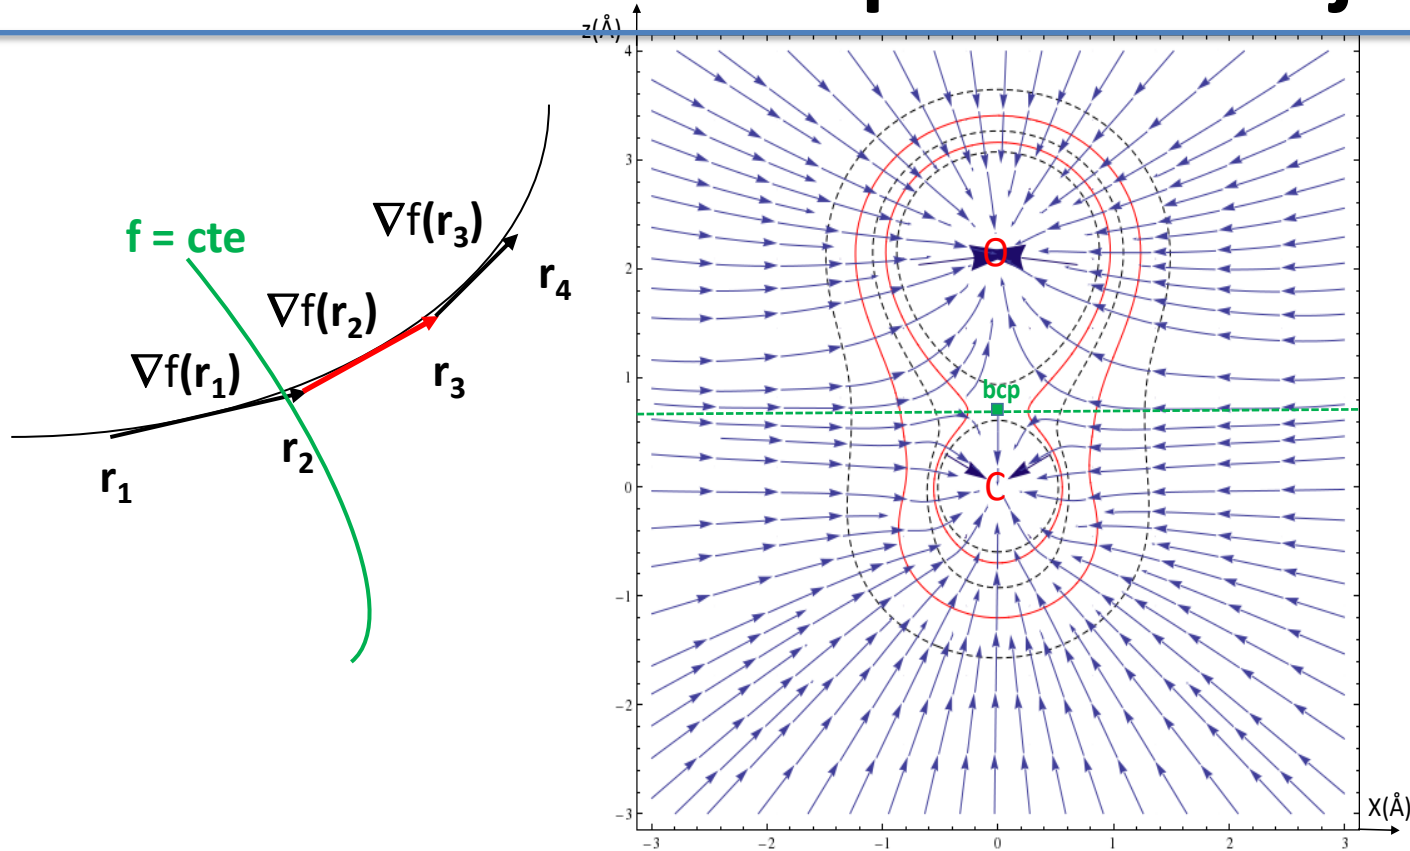 f = cte
∇f(r₁)
∇f(r₂)
∇f(r₃)
r₁
r₂
r₃
r₄
z(Å)
4
3
2
1
0
−1
−2
−3
O
bcp
C
−3 −2 −1 0 1 2 3
X(Å)